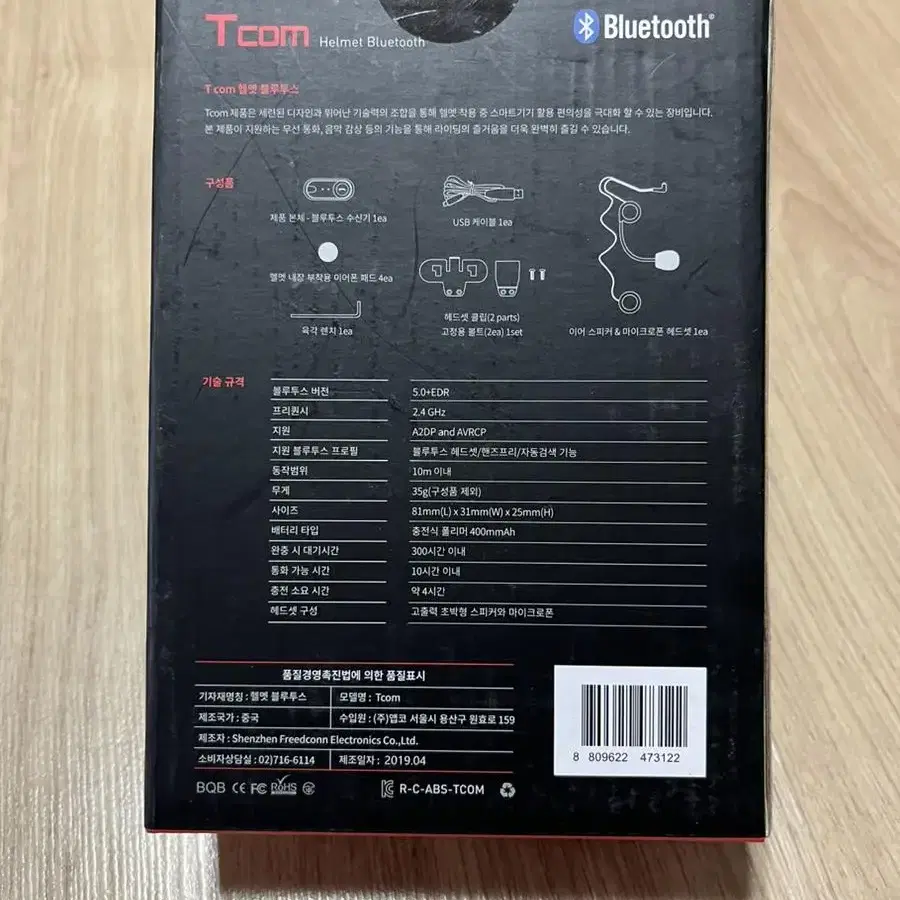 Tcom Helmet Bluetooth
Bluetooth®
T com 헬멧 블루투스
Tcom 제품은 세련된 디자인과 뛰어난 기술력의 조합을 통해 헬멧 착용 중 스마트기기 활용 편의성을 극대화 할 수 있는 장비입니다.
본 제품이 지원하는 무선 통화, 음악 감상 등의 기능을 통해 라이딩의 즐거움을 더욱 완벽히 즐길 수 있습니다.
구성품
제품 본체 - 블루투스 수신기 1ea
USB 케이블 1ea
헬멧 내장 부착용 이어폰 패드 4ea
육각 렌치 1ea
헤드셋 클립(2 parts)
고정용 볼트(2ea) 1set
이어 스피커 & 마이크로폰 헤드셋 1ea
기술 규격
블루투스 버전 5.0+EDR
프리퀀시 2.4 GHz
지원 A2DP and AVRCP
지원 블루투스 프로필 블루투스 헤드셋/핸즈프리/자동검색 기능
동작범위 10m 이내
무게 35g(구성품 제외)
사이즈 81mm(L) x 31mm(W) x 25mm(H)
배터리 타입 충전식 폴리머 400mmAh
완충 시 대기시간 300시간 이내
통화 가능 시간 10시간 이내
충전 소요 시간 약 4시간
헤드셋 구성 고출력 초박형 스피커와 마이크로폰
품질경영촉진법에 의한 품질표시
기자재명칭 : 헬멧 블루투스 모델명 : Tcom
제조국가 : 중국 수입원 : (주)앱코 서울시 용산구 원효로 159
제조자 : Shenzhen Freedconn Electronics Co.,Ltd.
소비자상담실 : 02)716-6114 제조일자 : 2019.04
BQB CE FC RoHS
R-C-ABS-TCOM
8 809622 473122